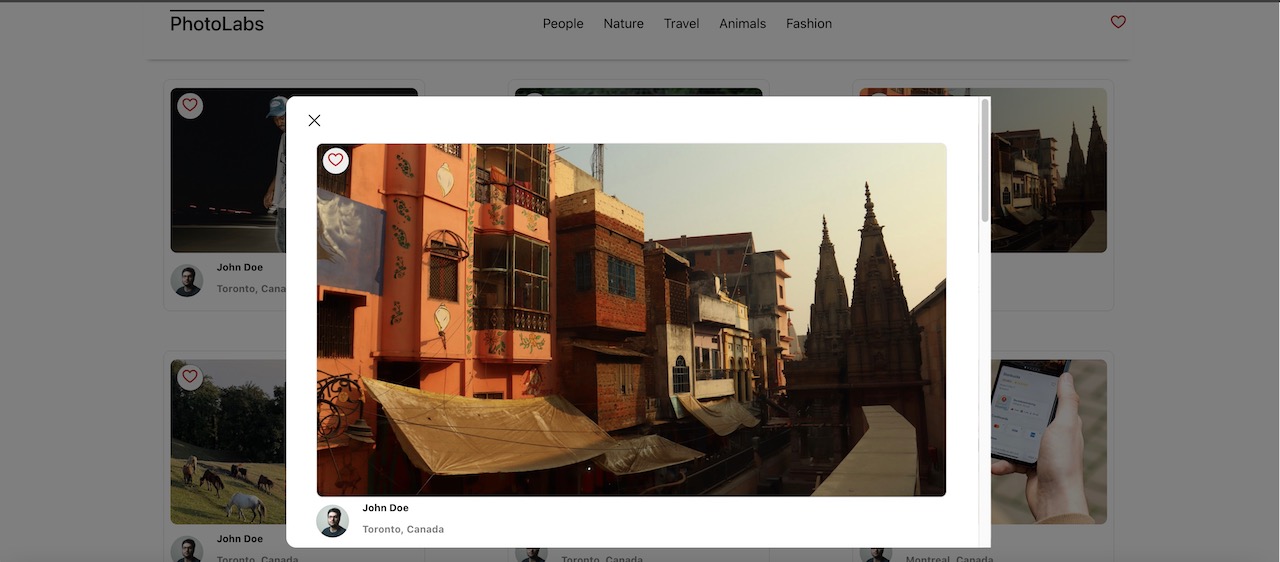 PhotoLabs
People Nature Travel Animals Fashion
John Doe
Toronto, Cana
John Doe
Toronto, Canada
John Doe
Toronto, Canada
Toronto, Canada
Montreal, Canada